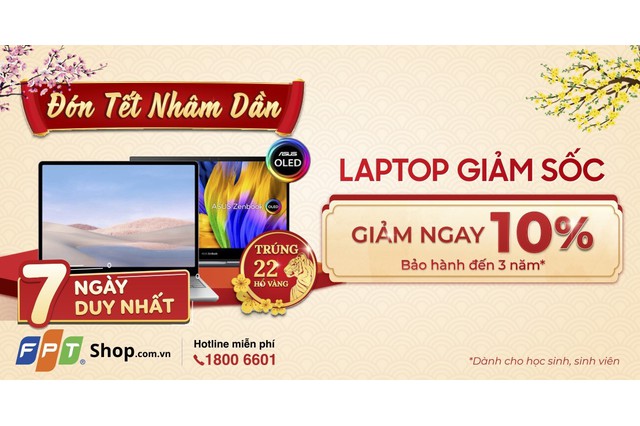 Đón Tết Nhâm Dần
ASUS
OLED
ASUS Zenbook
OLED
TRÚNG
22
HỔ VÀNG
7 NGÀY
DUY NHẤT
LAPTOP GIẢM SỐC
GIẢM NGAY 10%
Bảo hành đến 3 năm*
FPT Shop.com.vn
Hotline miễn phí
1800 6601
*Dành cho học sinh, sinh viên